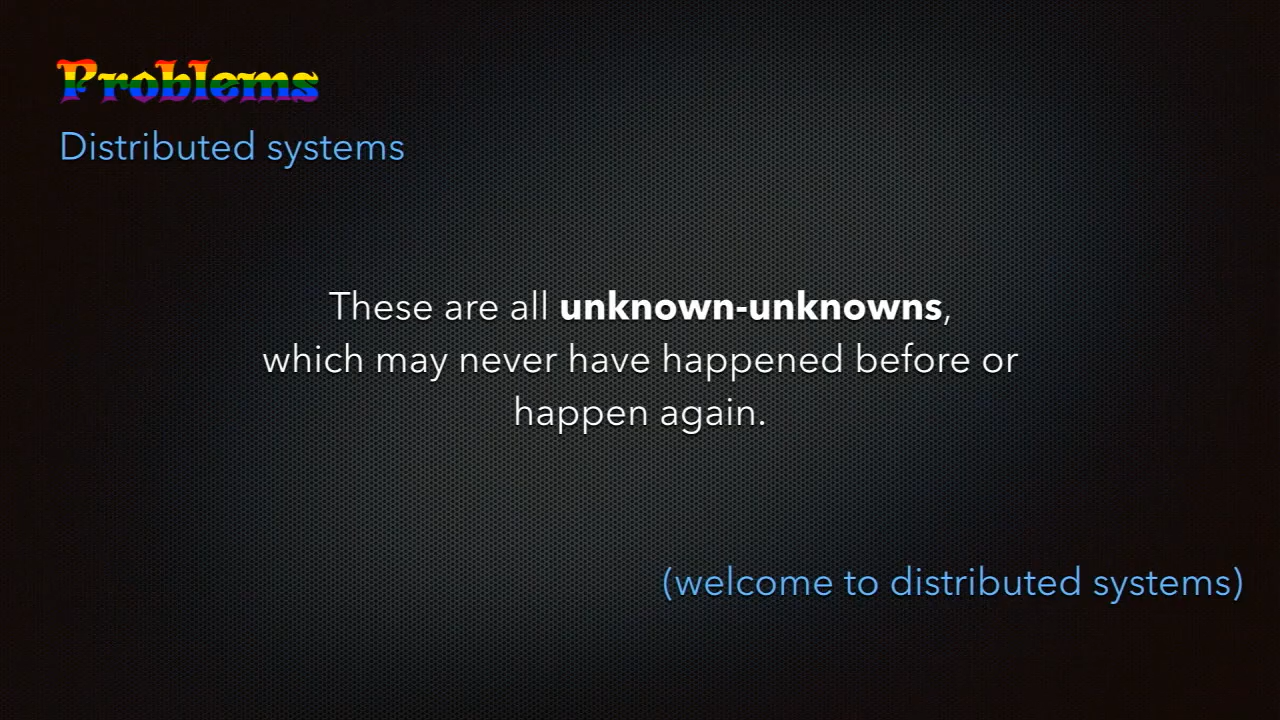 Problems
Distributed systems
These are all unknown-unknowns,
which may never have happened before or
happen again.
(welcome to distributed systems)